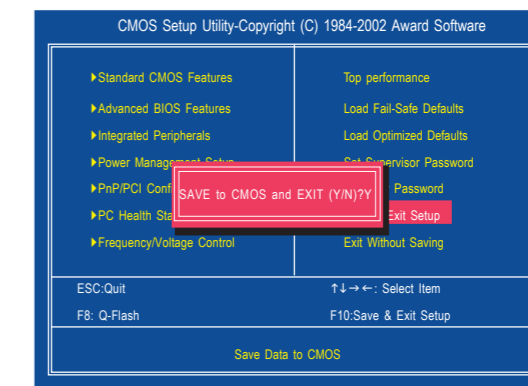 CMOS Setup Utility-Copyright (C) 1984-2002 Award Software
▶Standard CMOS Features
▶Advanced BIOS Features
▶Integrated Peripherals
▶Power Management Setup
▶PnP/PCI
▶PC Health
▶Frequency/Voltage Control
Top performance
Load Fail-Safe Defaults
Load Optimized Defaults
Set Supervisor Password
Password
Exit Setup
Exit Without Saving
SAVE to CMOS and EXIT (Y/N)?Y
ESC:Quit
↑↓→←: Select Item
F8: Q-Flash
F10:Save & Exit Setup
Save Data to CMOS